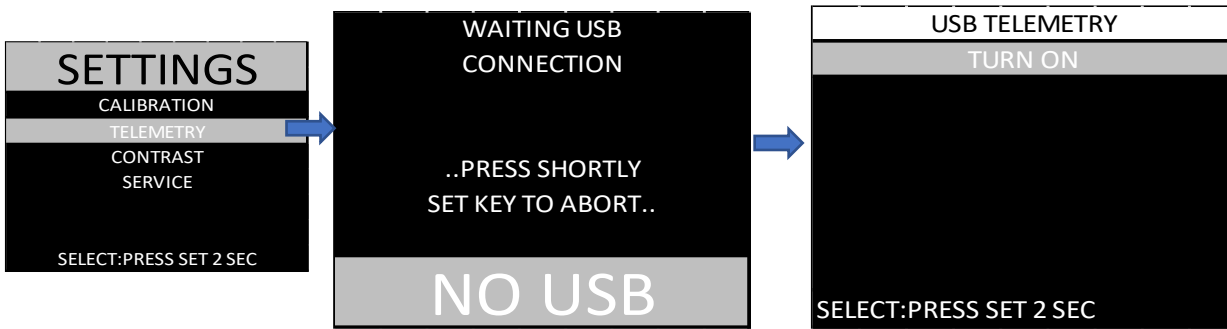 SETTINGS
CALIBRATION
TELEMETRY
CONTRAST
SERVICE
SELECT:PRESS SET 2 SEC
WAITING USB
CONNECTION
..PRESS SHORTLY
SET KEY TO ABORT..
NO USB
USB TELEMETRY
TURN ON
SELECT:PRESS SET 2 SEC